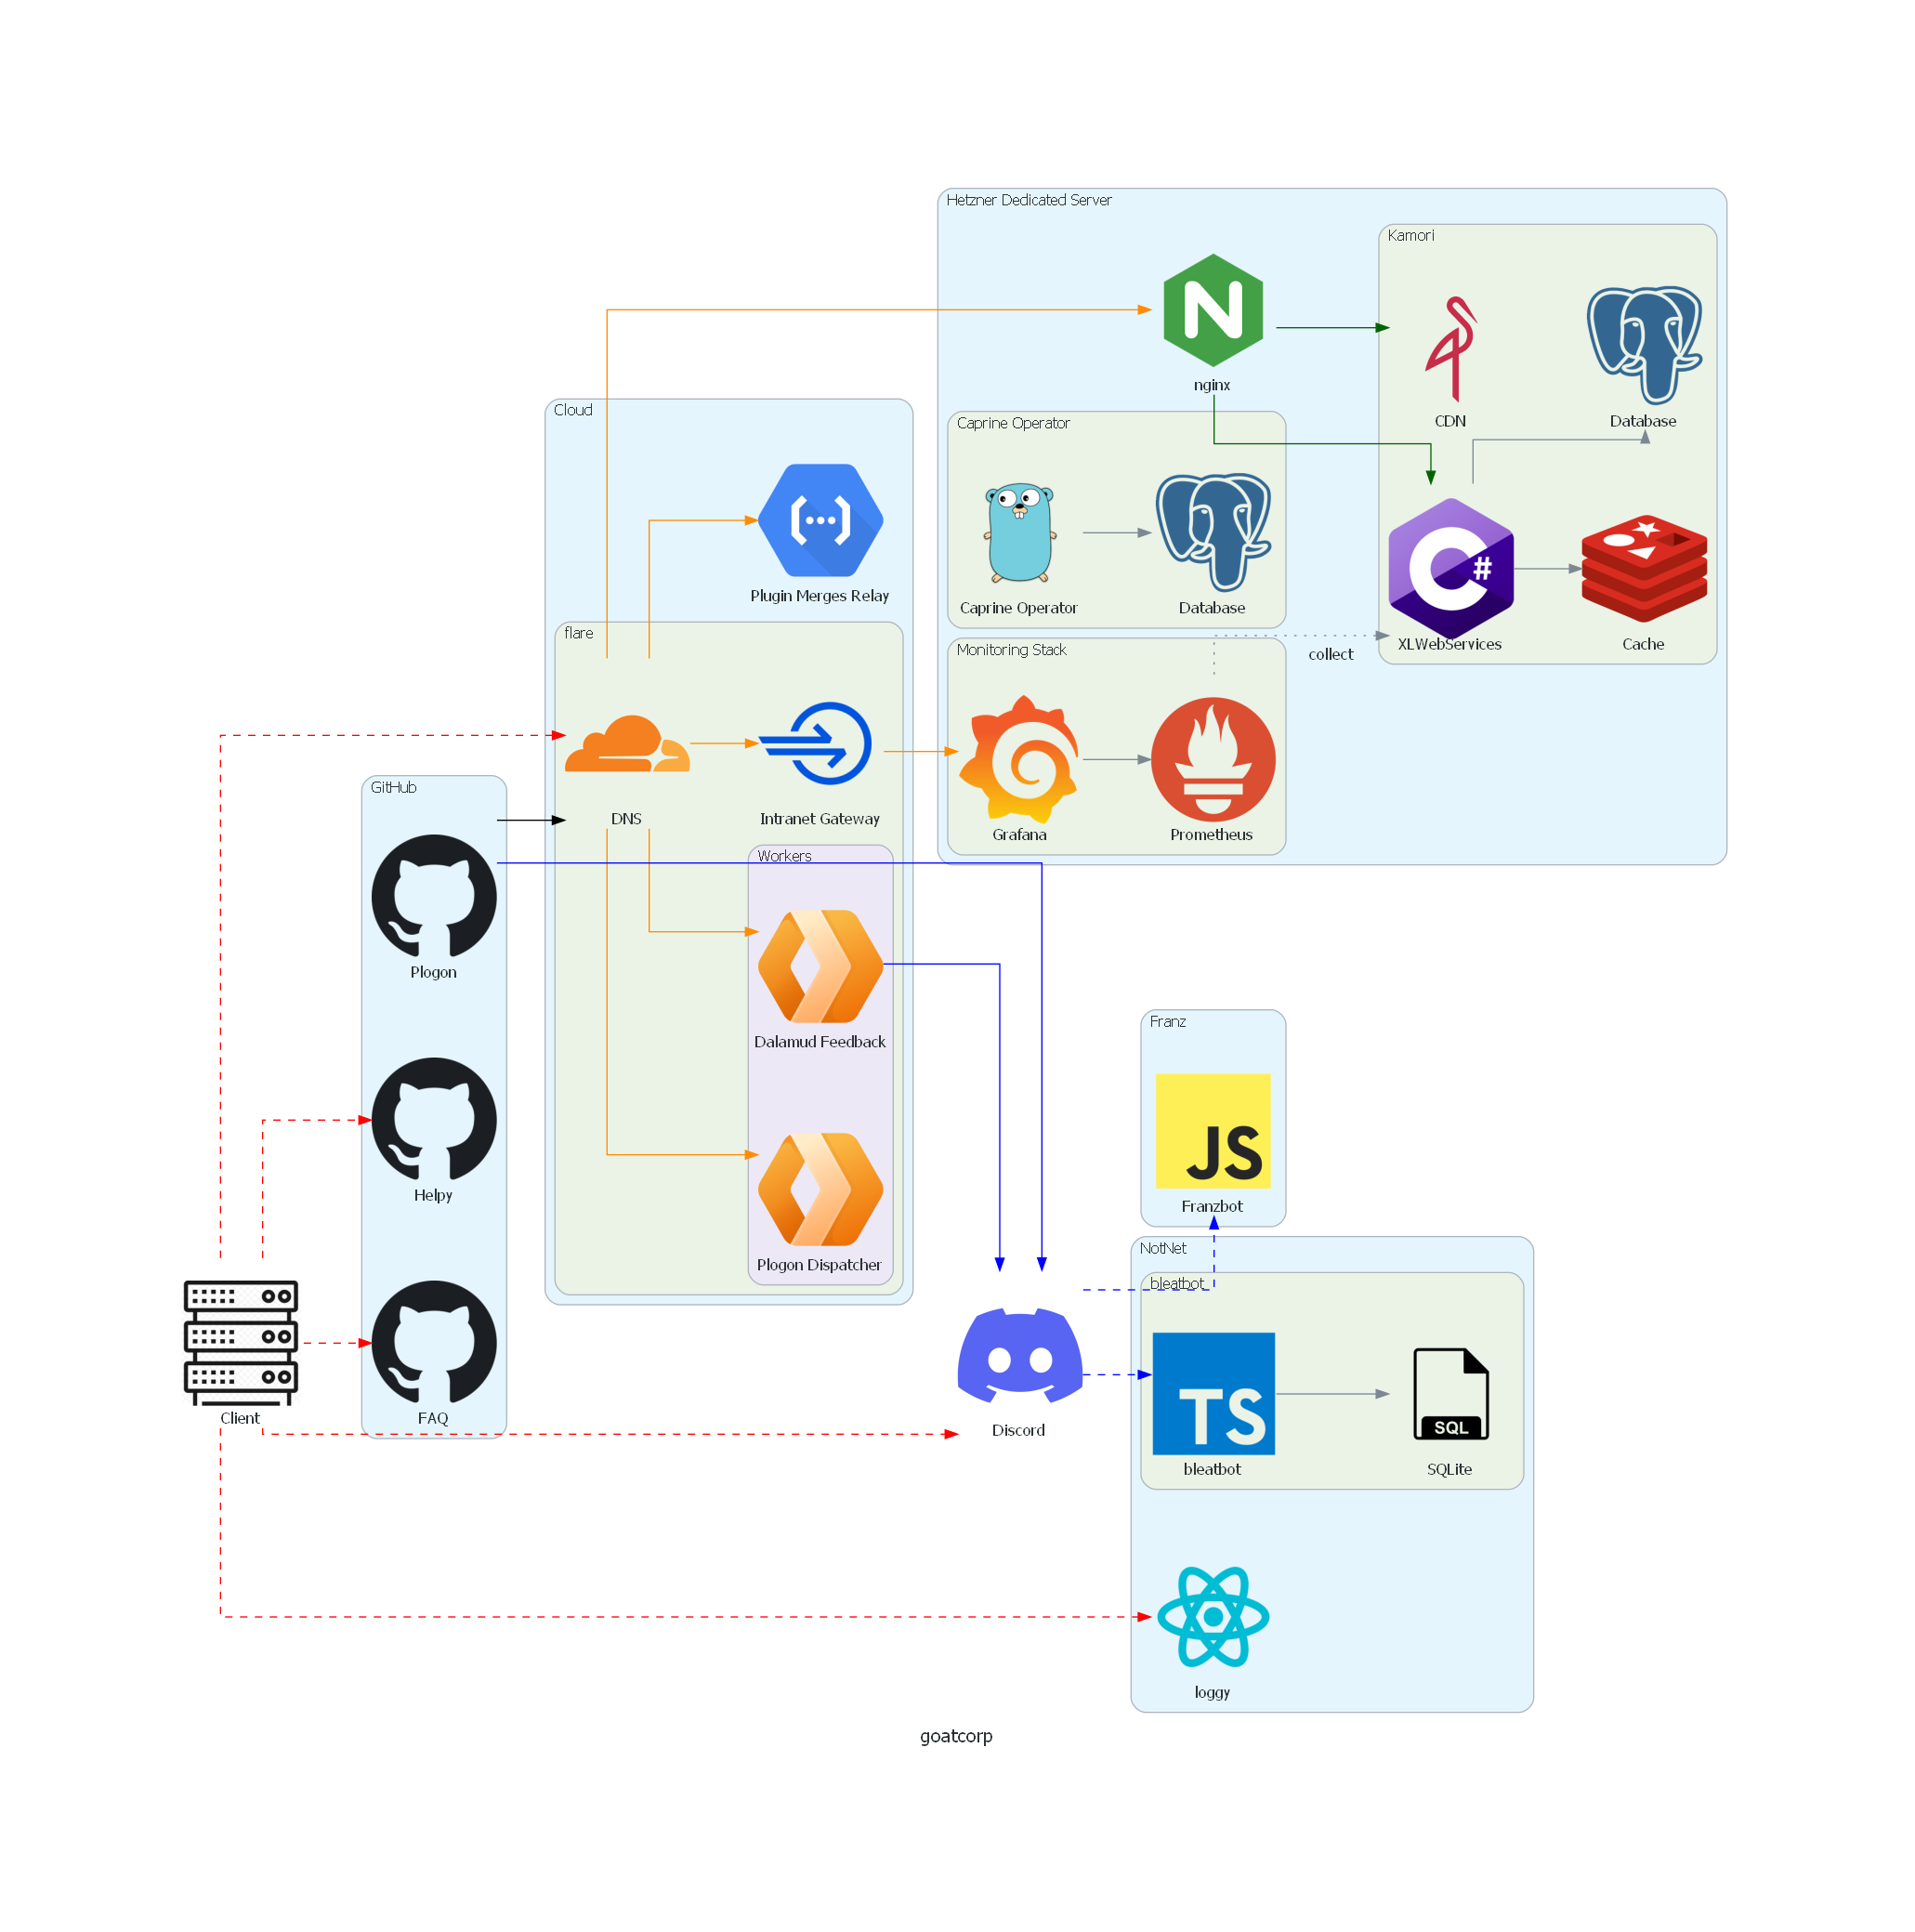 Hetzner Dedicated Server
Kamori
nginx
CDN
Database
Cloud
Caprine Operator
Plugin Merges Relay
Caprine Operator
Database
C#
XLWebServices
Cache
flare
Monitoring Stack
collect
DNS
Intranet Gateway
Grafana
Prometheus
GitHub
Plogon
Workers
Dalamud Feedback
Helpy
Plogon Dispatcher
Franz
JS
Franzbot
NotNet
bleatbot
Client
FAQ
Discord
TS
bleatbot
SQL
SQLite
loggy
goatcorp